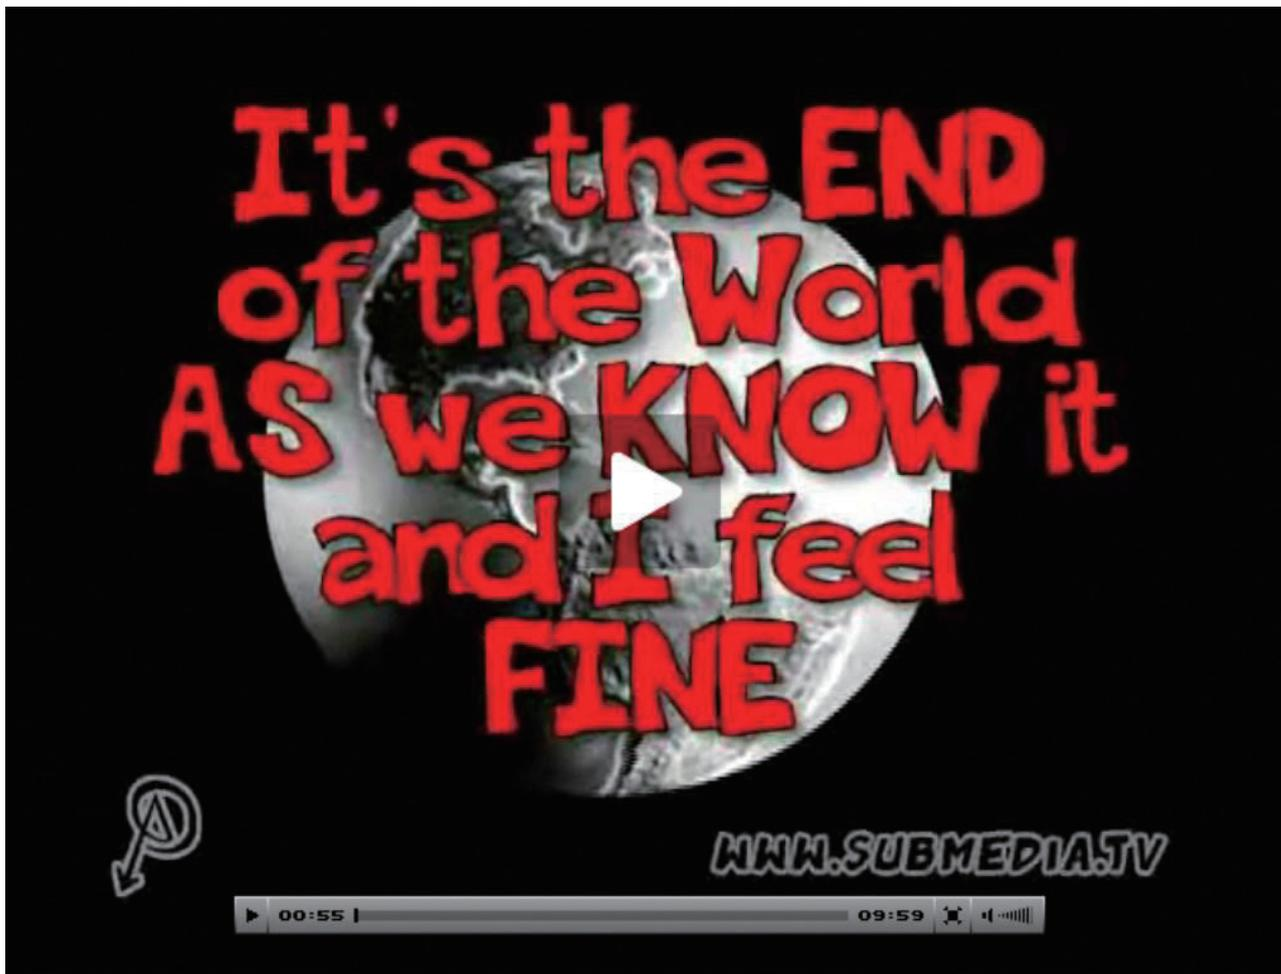 It's the END
of the World
AS we KNOW it
and I feel
FINE
WWW.SUBMEDIA.TV
00:55 09:59